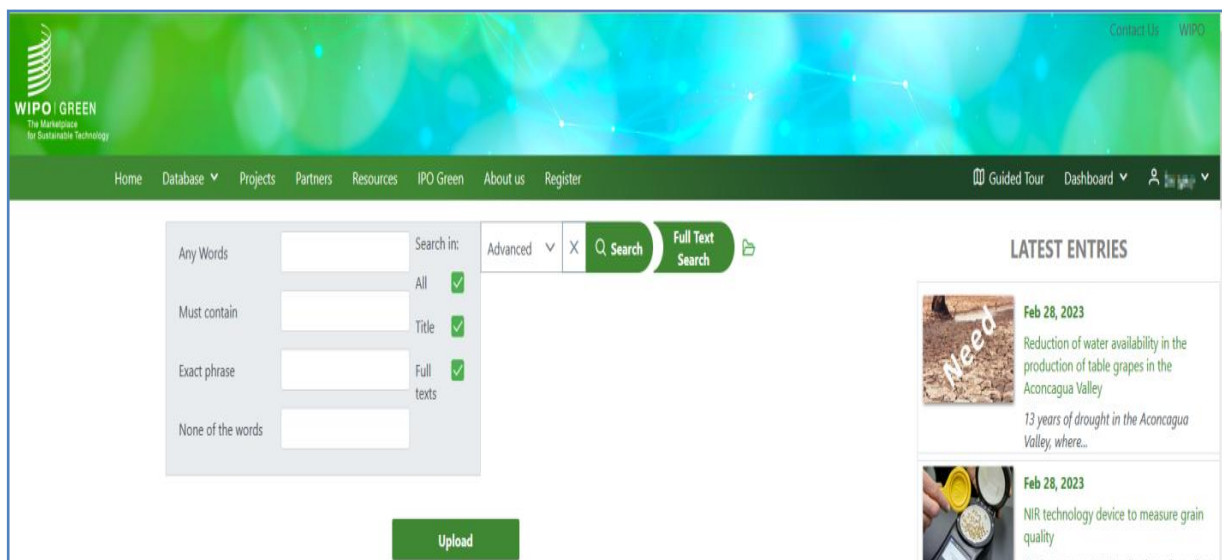 Contact Us WIPO
WIPO | GREEN
The Marketplace
for Sustainable Technology
Home Database Projects Partners Resources IPO Green About us Register Guided Tour Dashboard
Any Words
Must contain
Exact phrase
None of the words
Search in:
All
Title
Full
texts
Advanced X Search
Full Text
Search
Upload
LATEST ENTRIES
Need
Feb 28, 2023
Reduction of water availability in the
production of table grapes in the
Aconcagua Valley
13 years of drought in the Aconcagua
Valley, where...
Feb 28, 2023
NIR technology device to measure grain
quality